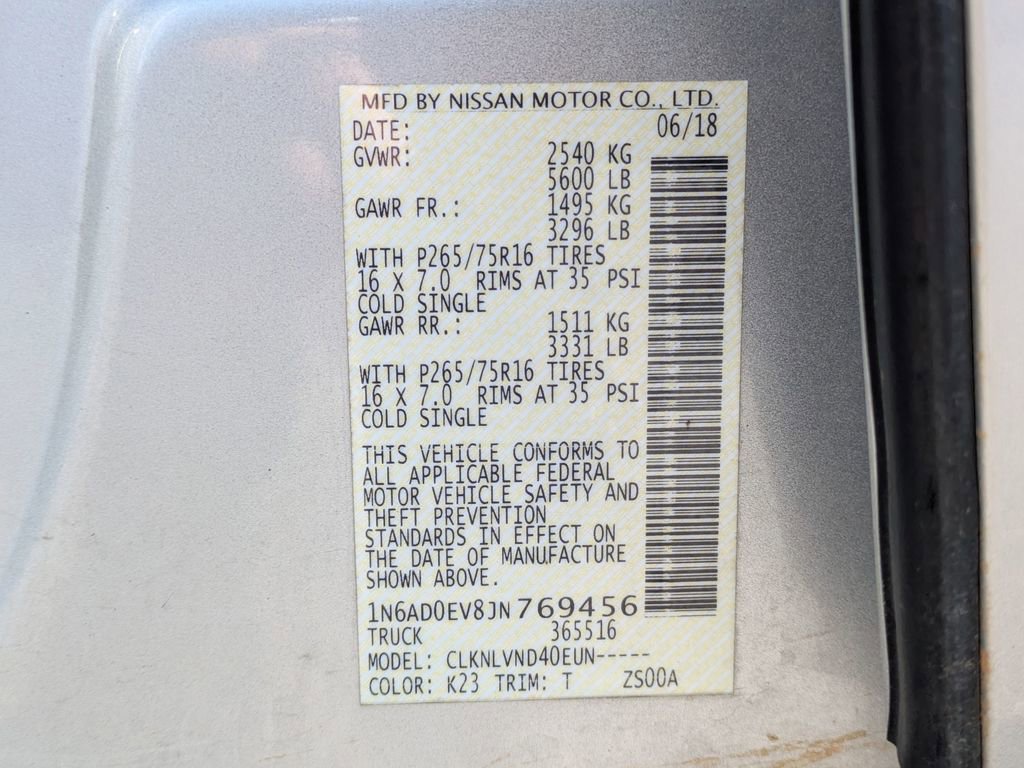 MFD BY NISSAN MOTOR CO., LTD.
DATE: 06/18
GVWR: 2540 KG
5600 LB
GAWR FR.: 1495 KG
3296 LB
WITH P265/75R16 TIRES
16 X 7.0 RIMS AT 35 PSI
COLD SINGLE
GAWR RR.: 1511 KG
3331 LB
WITH P265/75R16 TIRES
16 X 7.0 RIMS AT 35 PSI
COLD SINGLE
THIS VEHICLE CONFORMS TO
ALL APPLICABLE FEDERAL
MOTOR VEHICLE SAFETY AND
THEFT PREVENTION
STANDARDS IN EFFECT ON
THE DATE OF MANUFACTURE
SHOWN ABOVE.
1N6AD0EV8JN769456
TRUCK 365516
MODEL: CLKNLVND40EUN-----
COLOR: K23 TRIM: T ZS00A